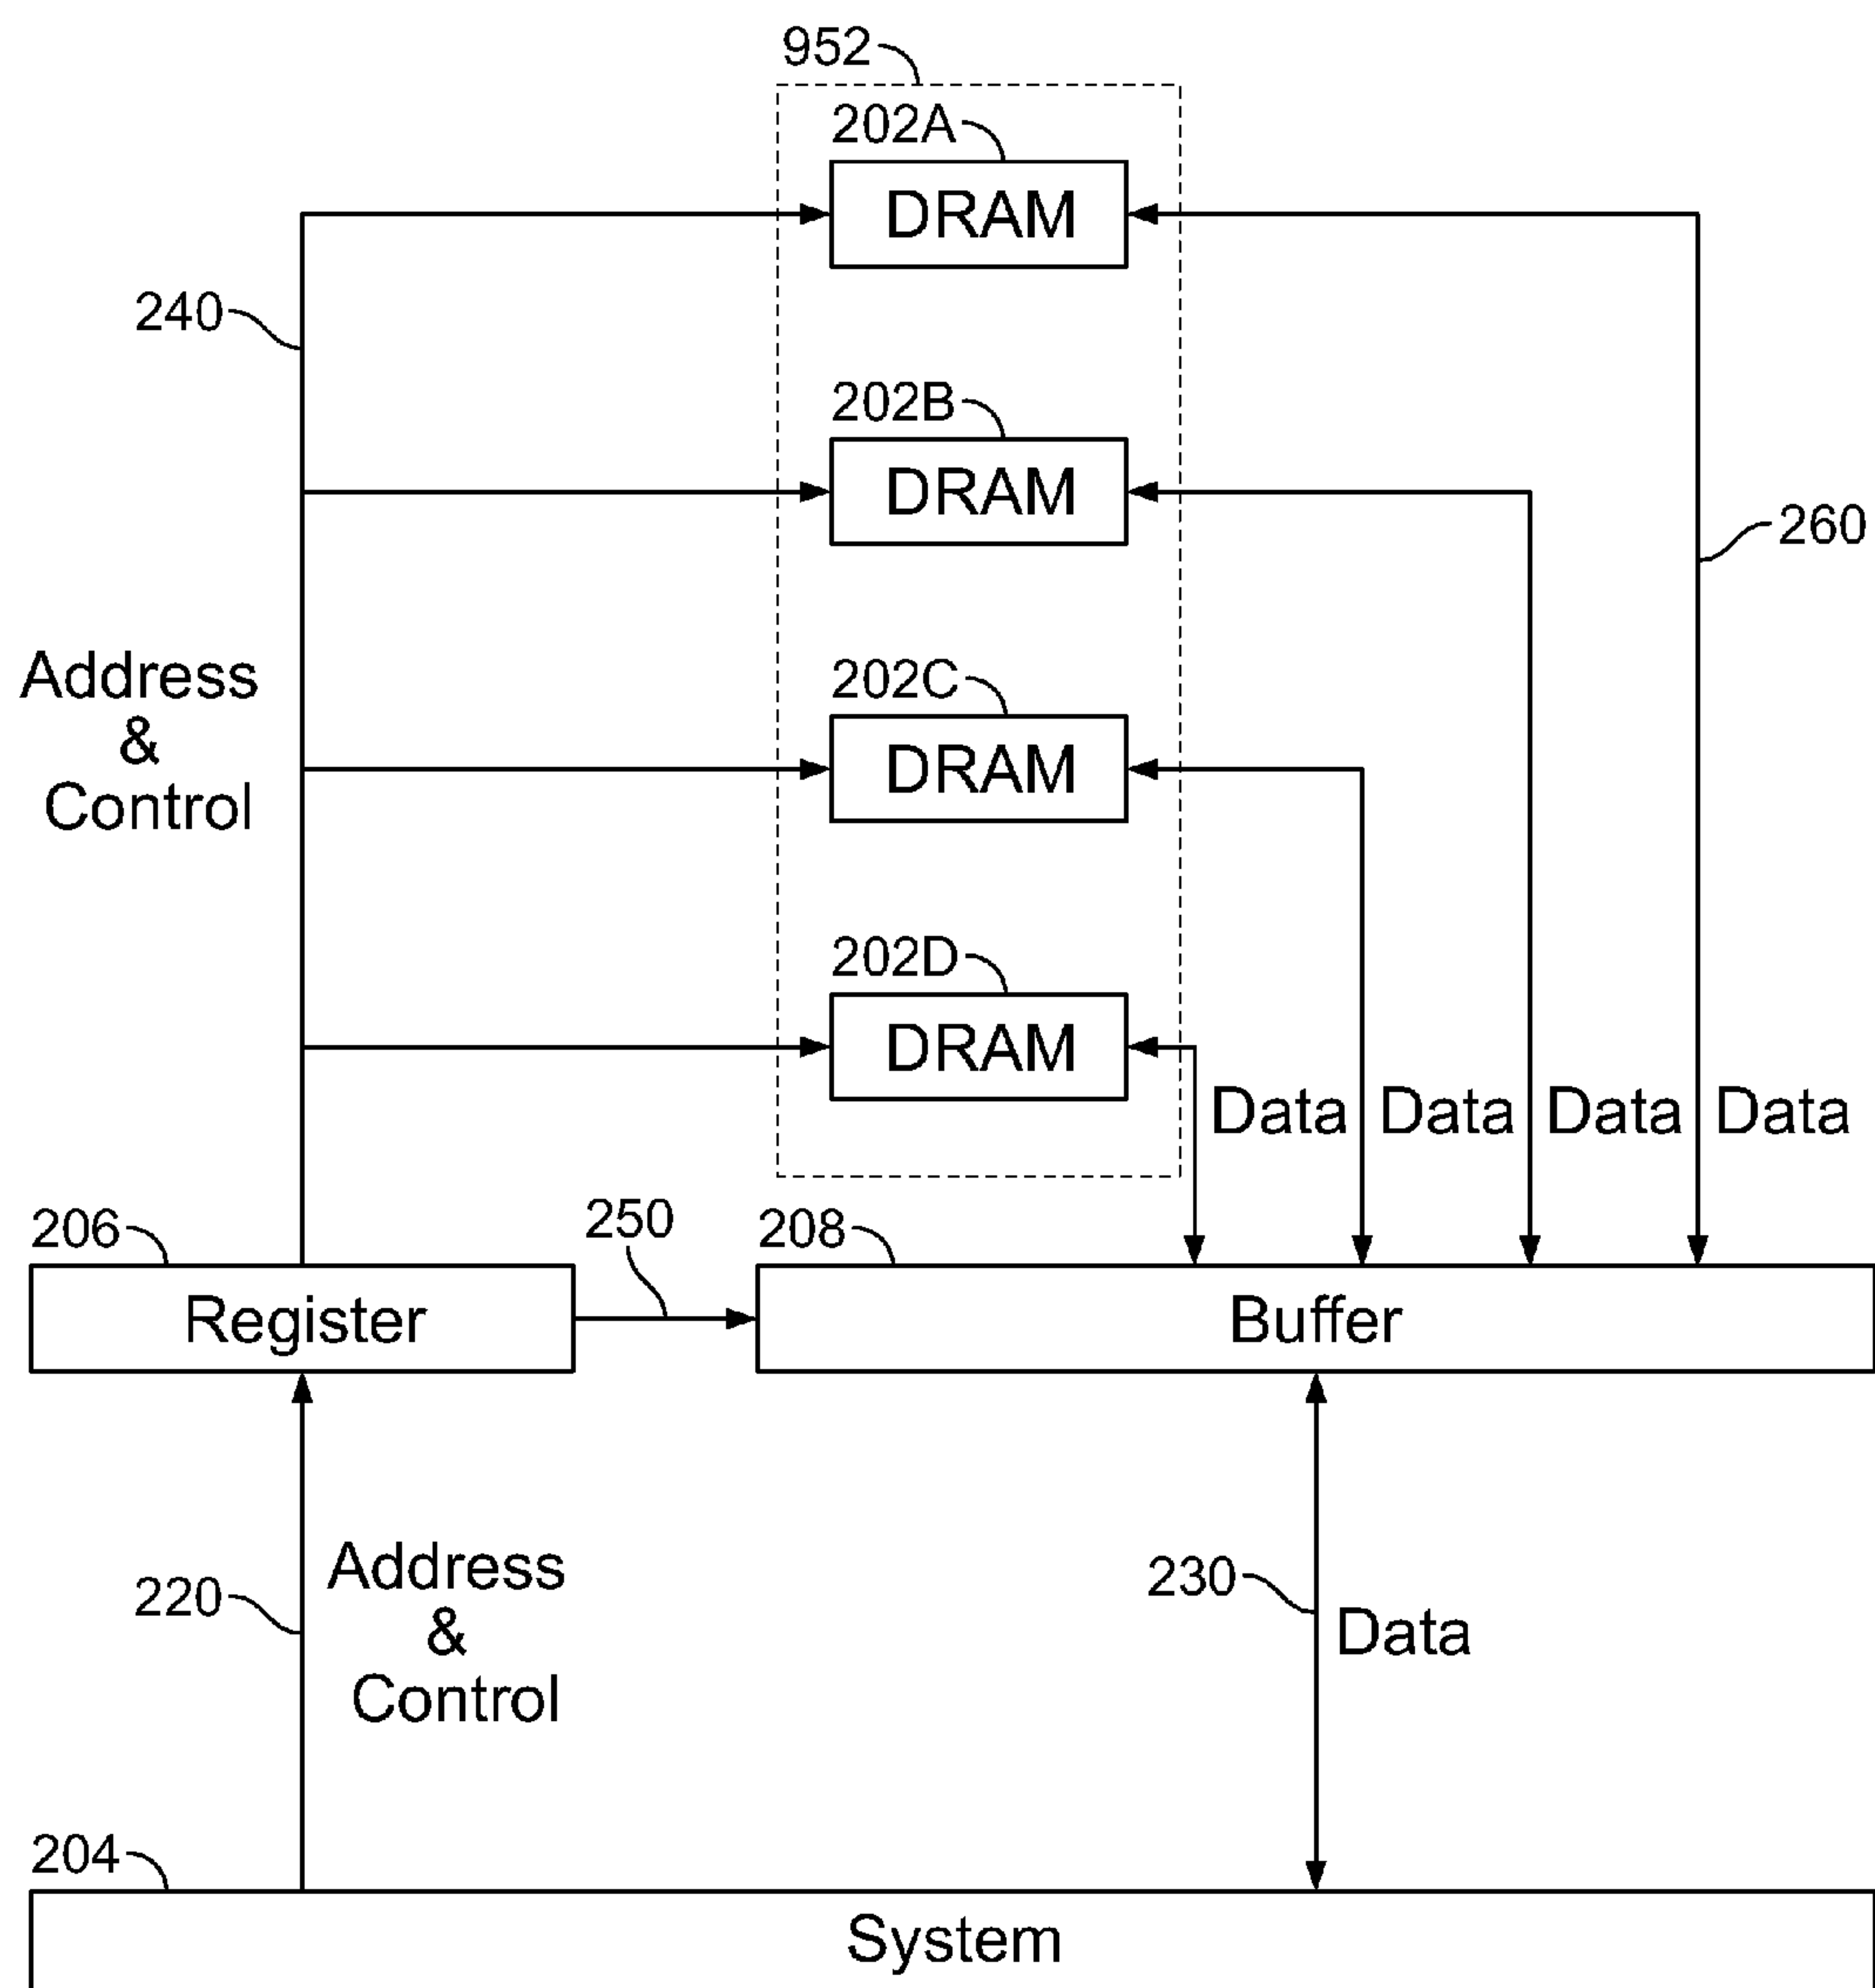 952
202A
DRAM
240
202B
DRAM
260
Address
&
Control
202C
DRAM
202D
DRAM
Data Data Data Data
206
250
208
Register
Buffer
220
Address
&
Control
230
Data
204
System